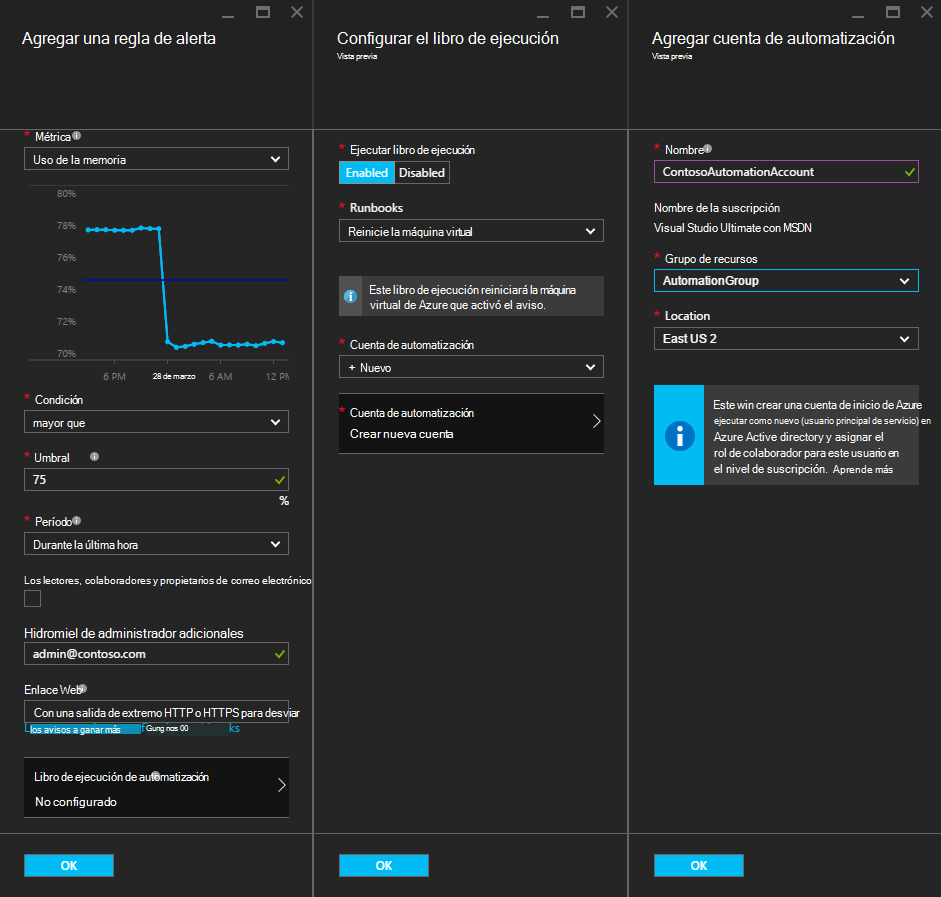 Agregar una regla de alerta
* Métrica
Uso de la memoria
80%
78%
76%
74%
72%
70%
6 PM
28 de marzo
6 AM
12 PM
* Condición
mayor que
* Umbral
75
%
* Período
Durante la última hora
Los lectores, colaboradores y propietarios de correo electrónico
Hidromiel de administrador adicionales
admin@contoso.com
Enlace Web
Con una salida de extremo HTTP o HTTPS para desviar
los avisos a ganar más
ks
Libro de ejecución de automatización
No configurado
OK
Configurar el libro de ejecución
Vista previa
* Ejecutar libro de ejecución
Enabled Disabled
* Runbooks
Reinicie la máquina virtual
Este libro de ejecución reiniciará la máquina
virtual de Azure que activó el aviso.
* Cuenta de automatización
+ Nuevo
* Cuenta de automatización
Crear nueva cuenta
OK
Agregar cuenta de automatización
Vista previa
* Nombre
ContosoAutomationAccount
Nombre de la suscripción
Visual Studio Ultimate con MSDN
* Grupo de recursos
AutomationGroup
* Location
East US 2
Este win crear una cuenta de inicio de Azure
ejecutar como nuevo (usuario principal de servicio) en
Azure Active directory y asignar el
rol de colaborador para este usuario en
el nivel de suscripción. Aprende más
OK